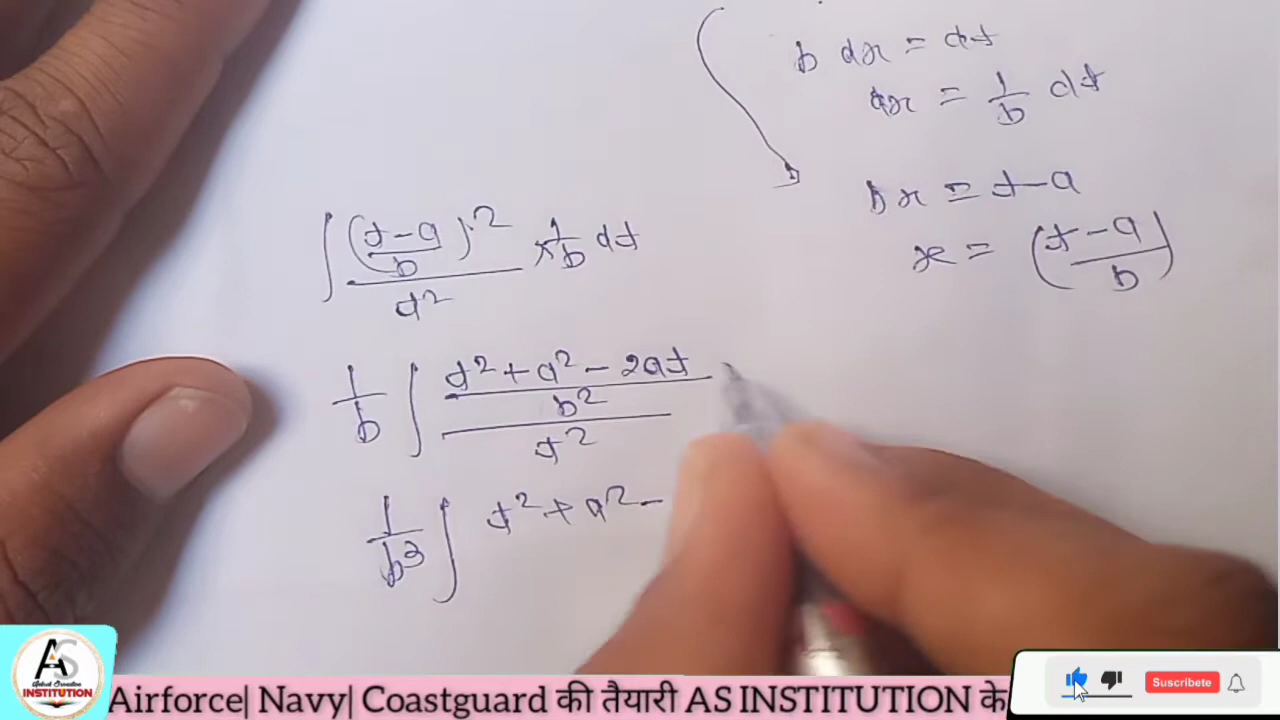 b dx = dt
dx = 1/b dt
bx = t-a
x = (t-a/b)
∫ (t-a/b)² / t² × 1/b dt
1/b ∫ t²+a²-2at / b² / t²
1/b³ ∫ t²+a²-
AS
INSTITUTION
Airforce| Navy| Coastguard की तैयारी AS INSTITUTION के
Suscribete